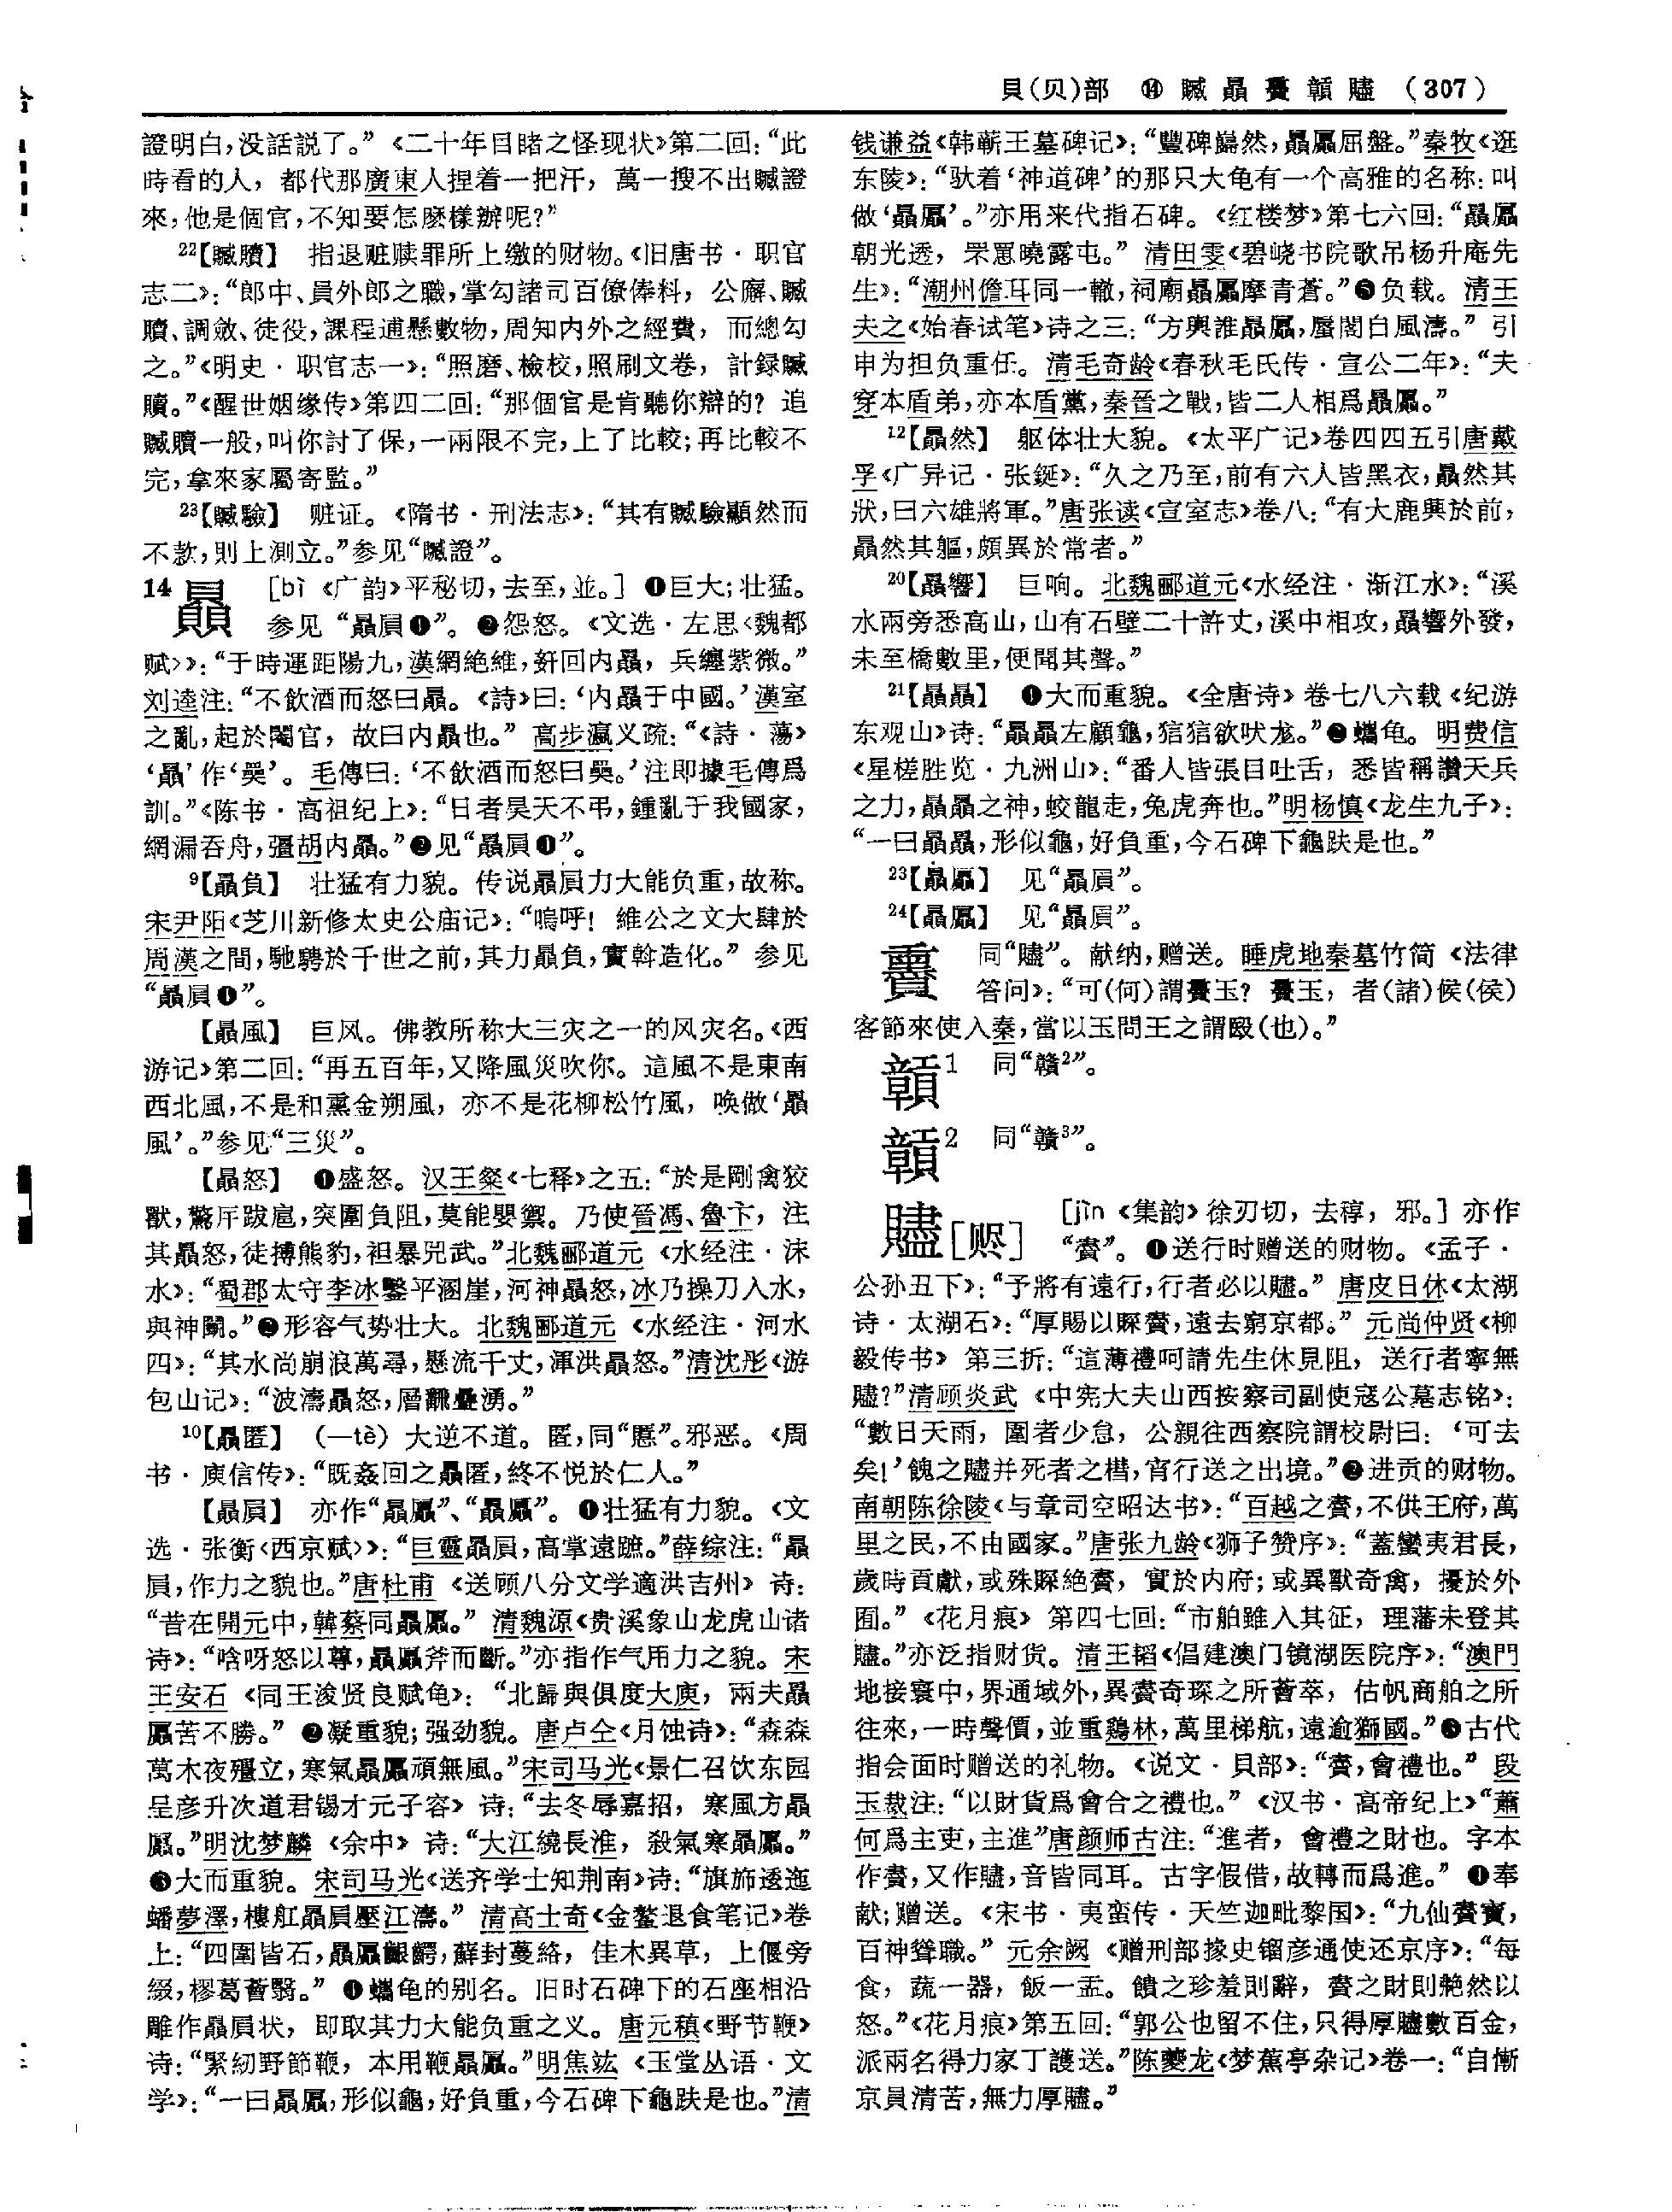 貝(贝)部　⑭ 贓贔䝿贑贐 (307)
證明白,没話説了。”《二十年目睹之怪现状》第二回:“此
時看的人，都代那廣東人捏着一把汗，萬一搜不出贓證
來,他是個官,不知要怎麽樣辦呢?”
²²【贓贖】　指退赃赎罪所上缴的财物。《旧唐书·职官
志二》:“郎中、員外郎之職,掌勾諸司百僚俸料，公廨、贓
贖、調斂、徒役,課程逋懸數物,周知内外之經費，而總勾
之。”《明史·职官志一》:“照磨、檢校,照刷文卷，計録贓
贖。”《醒世姻缘传》第四二回:“那個官是肯聽你辯的? 追
贓贖一般,叫你討了保,一兩限不完,上了比較;再比較不
完,拿來家屬寄監。”
²³【贓驗】　赃证。《隋书·刑法志》:“其有贓驗顯然而
不款,則上測立。”参见“贓證”。
14 贔　[bì《广韵》平秘切,去至,並。] ❶巨大;壮猛。
参见“贔屓❶”。❷怨怒。《文选·左思〈魏都
赋〉》:“于時運距陽九,漢網絶維,姧回内贔，兵纏紫微。”
刘逵注:“不飲酒而怒曰贔。《詩》曰:‘内贔于中國。’漢室
之亂,起於閹官，故曰内贔也。”高步瀛义疏:“《詩·蕩》
‘贔’作‘奰’。毛傳曰:‘不飲酒而怒曰奰。’注即據毛傳爲
訓。”《陈书·高祖纪上》:“日者昊天不弔,鍾亂于我國家，
網漏吞舟,彊胡内贔。”❷见“贔屓❶”。
⁹【贔負】　壮猛有力貌。传说贔屓力大能负重,故称。
宋尹阳《芝川新修太史公庙记》:“嗚呼! 維公之文大肆於
周漢之間,馳騁於千世之前,其力贔負,實斡造化。”参见
“贔屓❶”。
【贔風】　巨风。佛教所称大三灾之一的风灾名。《西
游记》第二回:“再五百年,又降風災吹你。這風不是東南
西北風,不是和薰金朔風，亦不是花柳松竹風，唤做‘贔
風’。”参见“三災”。
【贔怒】　❶盛怒。汉王粲《七释》之五:“於是剛禽狡
獸,驚斥跋扈,突圍負阻,莫能嬰禦。乃使晉馮、魯卞，注
其贔怒,徒搏熊豹,袒暴兕武。”北魏郦道元《水经注·沫
水》:“蜀郡太守李冰鑿平溷崖,河神贔怒,冰乃操刀入水，
與神鬭。”❷形容气势壮大。北魏郦道元《水经注·河水
四》:“其水尚崩浪萬尋,懸流千丈,渾洪贔怒。”清沈彤《游
包山记》:“波濤贔怒,層飜疊湧。”
¹⁰【贔匿】　(—tè) 大逆不道。匿,同“慝”。邪恶。《周
书·庾信传》:“既姦回之贔匿,終不悦於仁人。”
【贔屓】　亦作“贔屭”、“贔贔”。❶壮猛有力貌。《文
选·张衡〈西京赋〉》:“巨靈贔屓,高掌遠蹠。”薛综注:“贔
屓,作力之貌也。”唐杜甫《送顾八分文学適洪吉州》诗:
“昔在開元中,韓蔡同贔屭。”清魏源《贵溪象山龙虎山诸
诗》:“啥呀怒以尊,贔屭斧而斷。”亦指作气用力之貌。宋
王安石《同王浚贤良赋龟》:“北歸與俱度大庾，兩夫贔
屭苦不勝。”❷凝重貌;强劲貌。唐卢仝《月蚀诗》:“森森
萬木夜殭立,寒氣贔屭頑無風。”宋司马光《景仁召饮东园
呈彦升次道君锡才元子容》诗:“去冬辱嘉招，寒風方贔
屭。”明沈梦麟《余中》诗:“大江繞長淮，殺氣寒贔屭。”
❸大而重貌。宋司马光《送齐学士知荆南》诗:“旗斾逶迤
蟠夢澤,樓舡贔屓壓江濤。”清高士奇《金鳌退食笔记》卷
上:“四圍皆石,贔屭齦齶,蘚封蔓絡，佳木異草，上偃旁
綴,樛葛薈翳。”❹蠵龟的别名。旧时石碑下的石座相沿
雕作贔屓状，即取其力大能负重之义。唐元稹《野节鞭》
诗:“緊紉野節鞭，本用鞭贔屭。”明焦竑《玉堂丛语·文
学》:“一曰贔屭,形似龜,好負重,今石碑下龜趺是也。”清
钱谦益《韩蕲王墓碑记》:“豐碑巋然,贔屭屈盤。”秦牧《逛
东陵》:“驮着‘神道碑’的那只大龟有一个高雅的名称:叫
做‘贔屭’。”亦用来代指石碑。《红楼梦》第七六回:“贔屭
朝光透，罘罳曉露屯。”清田雯《碧峣书院歌吊杨升庵先
生》:“潮州儋耳同一轍,祠廟贔屭摩青蒼。”❺负载。清王
夫之《始春试笔》诗之三:“方輿誰贔屭,蜃閣白風濤。”引
申为担负重任。清毛奇龄《春秋毛氏传·宣公二年》:“夫
穿本盾弟,亦本盾黨,秦晉之戰,皆二人相爲贔屭。”
¹²【贔然】　躯体壮大貌。《太平广记》卷四四五引唐戴
孚《广异记·张鋋》:“久之乃至,前有六人皆黑衣,贔然其
狀,曰六雄將軍。”唐张读《宣室志》卷八:“有大鹿興於前，
贔然其軀,頗異於常者。”
²⁰【贔響】　巨响。北魏郦道元《水经注·渐江水》:“溪
水兩旁悉高山,山有石壁二十許丈,溪中相攻,贔響外發，
未至橋數里,便聞其聲。”
²¹【贔贔】　❶大而重貌。《全唐诗》卷七八六载《纪游
东观山》诗:“贔贔左顧龜,狺狺欲吠尨。”❷蠵龟。明费信
《星槎胜览·九洲山》:“番人皆張目吐舌，悉皆稱讚天兵
之力,贔贔之神,蛟龍走,兔虎奔也。”明杨慎《龙生九子》:
“一曰贔贔,形似龜,好負重,今石碑下龜趺是也。”
²³【贔屭】　见“贔屓”。
²⁴【贔屭】　见“贔屓”。
同“贐”。献纳,赠送。睡虎地秦墓竹简《法律
答问》:“可(何)謂䝿玉? 䝿玉，者(諸)侯(侯)
客節來使入秦,當以玉問王之謂殹(也)。”
贑¹　同“贛²”。
贑²　同“贛³”。
贐[赆]　[jìn《集韵》徐刃切，去稕，邪。] 亦作
“賮”。❶送行时赠送的财物。《孟子·
公孙丑下》:“予將有遠行,行者必以贐。”唐皮日休《太湖
诗·太湖石》:“厚賜以睬賮,遠去窮京都。”元尚仲贤《柳
毅传书》第三折:“這薄禮呵請先生休見阻，送行者寧無
贐?”清顾炎武《中宪大夫山西按察司副使寇公墓志铭》:
“數日天雨，圍者少怠，公親往西察院謂校尉曰:‘可去
矣!’餽之贐并死者之槥,宵行送之出境。”❷进贡的财物。
南朝陈徐陵《与章司空昭达书》:“百越之賮,不供王府,萬
里之民,不由國家。”唐张九龄《狮子赞序》:“蓋蠻夷君長，
歲時貢獻,或殊賝絶賮，實於内府;或異獸奇禽，擾於外
囿。”《花月痕》第四七回:“市舶雖入其征，理藩未登其
贐。”亦泛指财货。清王韬《倡建澳门镜湖医院序》:“澳門
地接寰中,界通域外,異賮奇琛之所薈萃，估帆商舶之所
往來,一時聲價,並重鷄林,萬里梯航,遠逾獅國。”❸古代
指会面时赠送的礼物。《说文·貝部》:“賮,會禮也。”段
玉裁注:“以財貨爲會合之禮也。”《汉书·高帝纪上》“蕭
何爲主吏,主進”唐颜师古注:“進者，會禮之財也。字本
作賮,又作贐,音皆同耳。古字假借,故轉而爲進。”❹奉
献;赠送。《宋书·夷蛮传·天竺迦毗黎国》:“九仙賮寶，
百神聳職。”元余阙《赠刑部掾史镏彦通使还京序》:“每
食，蔬一器，飯一盂。饋之珍羞則辭，賮之財則艴然以
怒。”《花月痕》第五回:“郭公也留不住,只得厚贐數百金，
派兩名得力家丁護送。”陈夔龙《梦蕉亭杂记》卷一:“自慚
京員清苦,無力厚贐。”